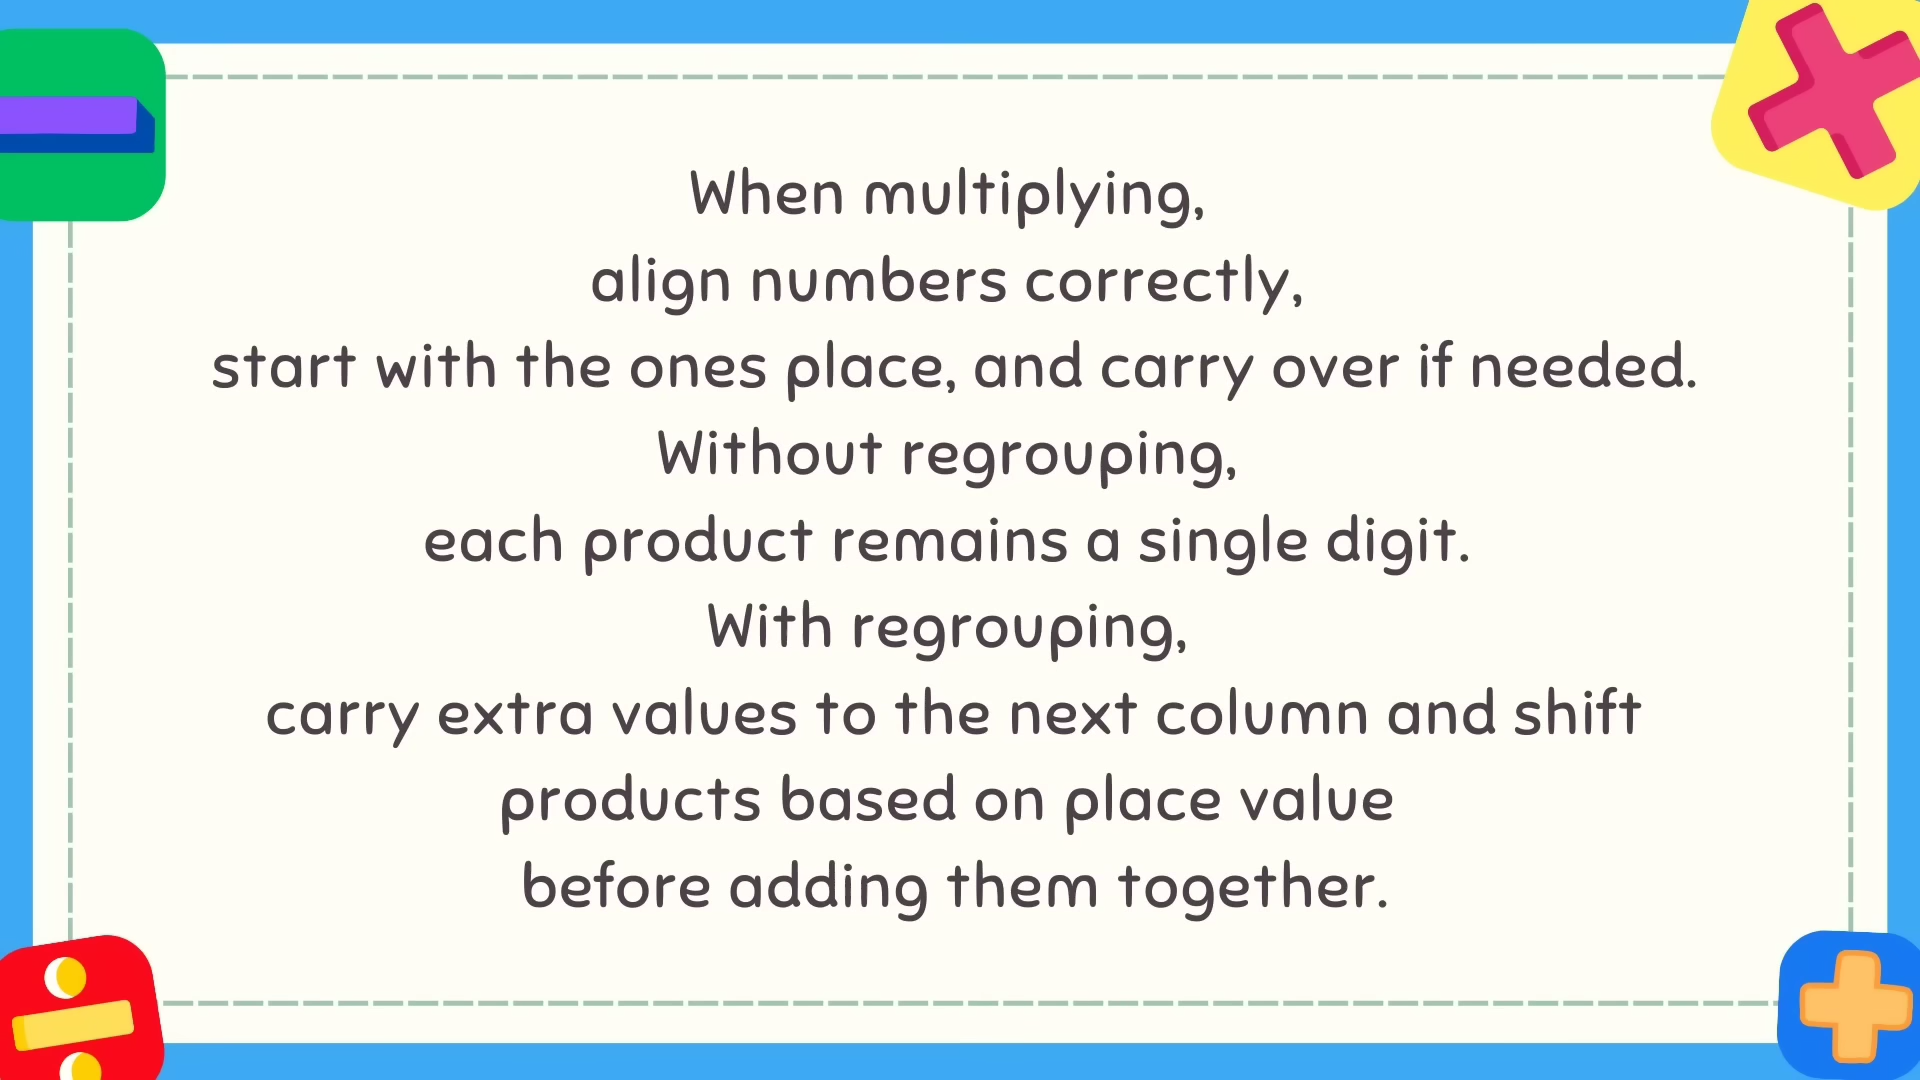 When multiplying,
align numbers correctly,
start with the ones place, and carry over if needed.
Without regrouping,
each product remains a single digit.
With regrouping,
carry extra values to the next column and shift
products based on place value
before adding them together.